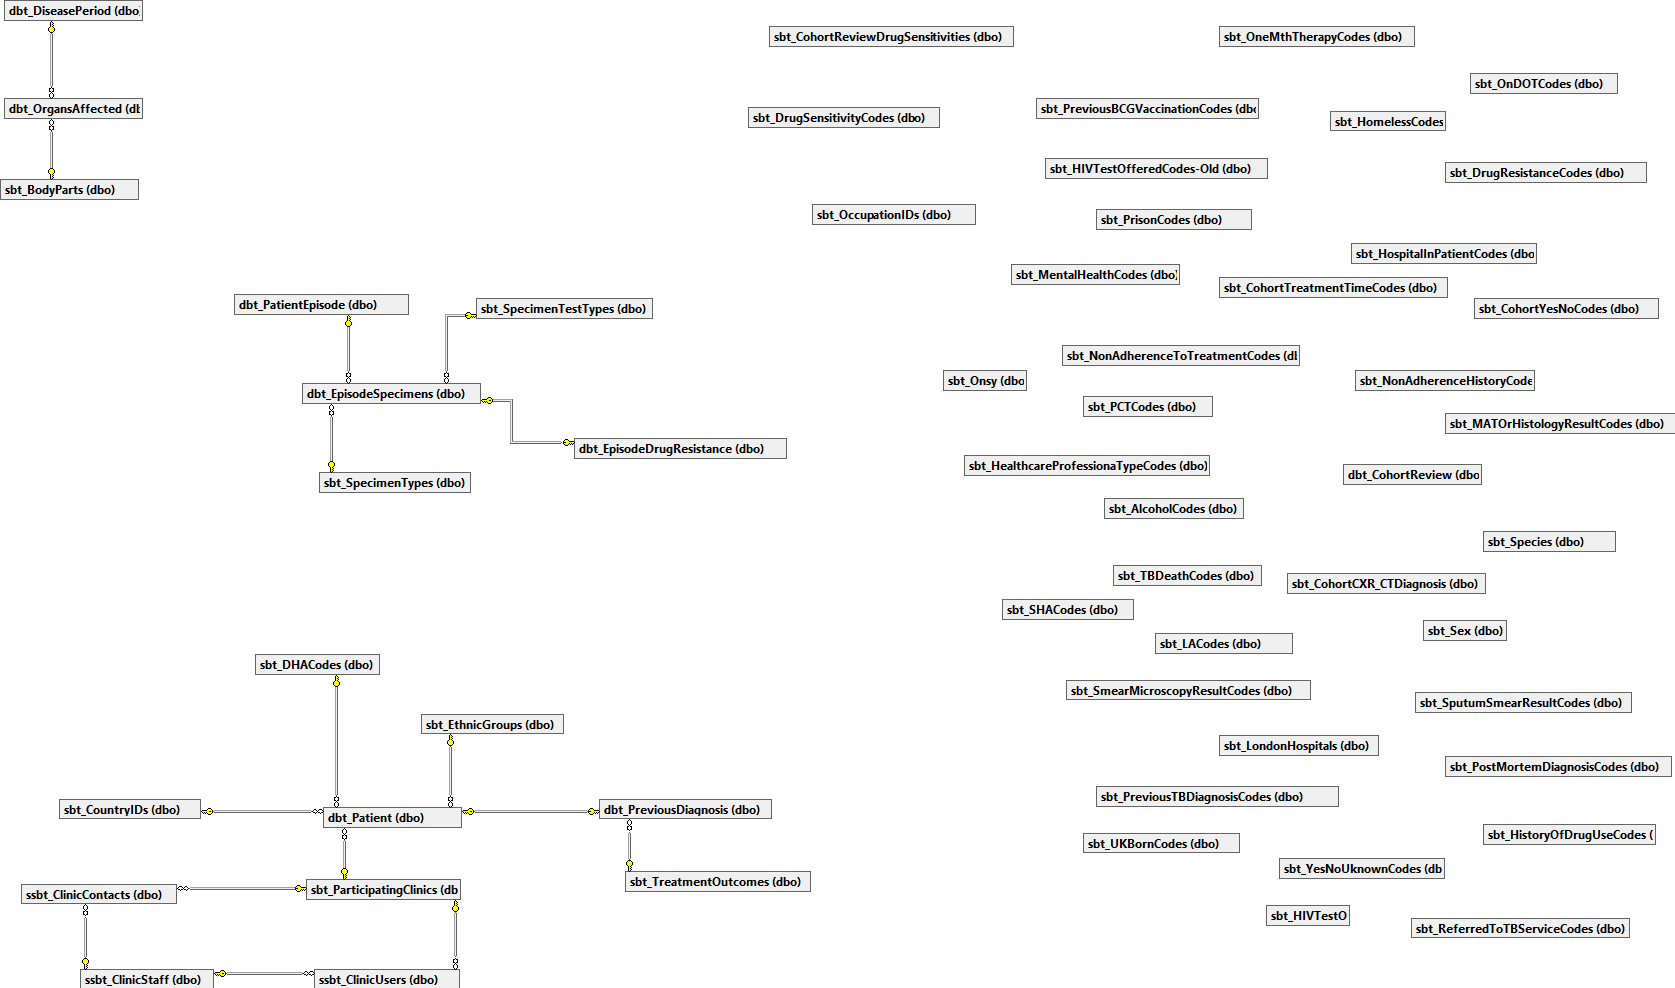 dbt_DiseasePeriod (dbo
sbt_CohortReviewDrugSensitivities (dbo)
sbt_OneMthTherapyCodes (dbo)
sbt_OnDOTCodes (dbo)
dbt_OrgansAffected (db
sbt_DrugSensitivityCodes (dbo)
sbt_PreviousBCGVaccinationCodes (dbo
sbt_HomelessCodes
sbt_HIVTestOfferedCodes-Old (dbo)
sbt_DrugResistanceCodes (dbo)
sbt_BodyParts (dbo)
sbt_OccupationIDs (dbo)
sbt_PrisonCodes (dbo)
sbt_HospitalInPatientCodes (dbo
sbt_MentalHealthCodes (dbo)
sbt_CohortTreatmentTimeCodes (dbo)
dbt_PatientEpisode (dbo)
sbt_SpecimenTestTypes (dbo)
sbt_CohortYesNoCodes (dbo)
sbt_NonAdherenceToTreatmentCodes (db
sbt_Onsy (dbo
sbt_NonAdherenceHistoryCode
dbt_EpisodeSpecimens (dbo)
sbt_PCTCodes (dbo)
sbt_MATOrHistologyResultCodes (dbo)
dbt_EpisodeDrugResistance (dbo)
sbt_HealthcareProfessionaTypeCodes (dbo)
dbt_CohortReview (dbo
sbt_SpecimenTypes (dbo)
sbt_AlcoholCodes (dbo)
sbt_Species (dbo)
sbt_TBDeathCodes (dbo)
sbt_CohortCXR_CTDiagnosis (dbo)
sbt_SHACodes (dbo)
sbt_Sex (dbo)
sbt_LACodes (dbo)
sbt_DHACodes (dbo)
sbt_SmearMicroscopyResultCodes (dbo)
sbt_SputumSmearResultCodes (dbo)
sbt_EthnicGroups (dbo)
sbt_LondonHospitals (dbo)
sbt_PostMortemDiagnosisCodes (dbo)
sbt_PreviousTBDiagnosisCodes (dbo)
sbt_CountryIDs (dbo)
dbt_Patient (dbo)
dbt_PreviousDiagnosis (dbo)
sbt_HistoryOfDrugUseCodes (
sbt_UKBornCodes (dbo)
sbt_YesNoUknownCodes (db
sbt_TreatmentOutcomes (dbo)
ssbt_ClinicContacts (dbo)
sbt_ParticipatingClinics (db
sbt_HIVTestO
sbt_ReferredToTBServiceCodes (dbo)
ssbt_ClinicStaff (dbo)
ssbt_ClinicUsers (dbo)